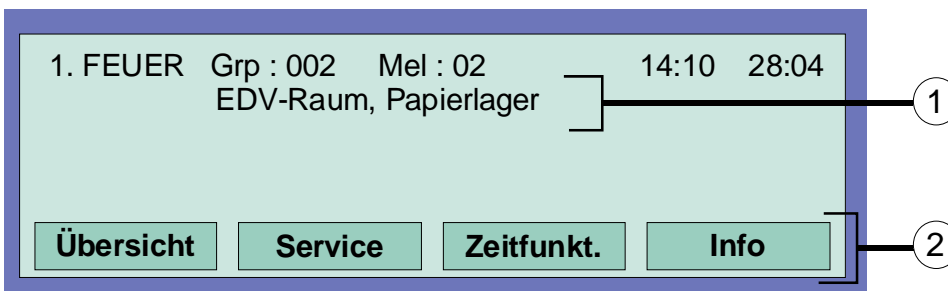 1. FEUER Grp : 002 Mel : 02 14:10 28:04
EDV-Raum, Papierlager
1
Übersicht Service Zeitfunkt. Info
2